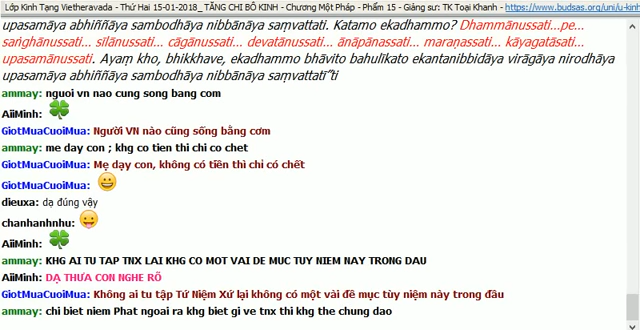 Lớp Kinh Tạng Vietheravada - Thứ Hai 15-01-2018_ TĂNG CHI BỘ KINH - Chương Một Pháp - Phẩm 15 - Giảng sư: TK Toại Khanh - https://www.budsas.org/uni/u-kinh
upasamāya abhiññāya sambodhāya nibbānāya saṃvattati. Katamo ekadhammo? Dhammānussati...pe...
saṅghānussati... sīlānussati... cāgānussati... devatānussati... ānāpānassati... maraṇassati... kāyagatāsati...
upasamānussati. Ayaṃ kho, bhikkhave, ekadhammo bhāvito bahulīkato ekantanibbidāya virāgāya nirodhāya
upasamāya abhiññāya sambodhāya nibbānāya saṃvattatī"ti
ammay: nguoi vn nao cung song bang com
AiiMinh: 🍀
GiotMuaCuoiMua: Người VN nào cũng sống bằng cơm
ammay: me day con ; khg co tien thi chi co chet
GiotMuaCuoiMua: Mẹ dạy con, không có tiền thì chỉ có chết
GiotMuaCuoiMua: 😀
dieuxa: dạ đúng vậy
chanhanhnhu: 😛
AiiMinh: 🍀
ammay: KHG AI TU TAP TNX LAI KHG CO MOT VAI DE MUC TUY NIEM NAY TRONG DAU
AiiMinh: DẠ THƯA CON NGHE RÕ
GiotMuaCuoiMua: Không ai tu tập Tứ Niệm Xứ lại không có một vài đề mục tùy niệm này trong đầu
ammay: chi biet niem Phat ngoai ra khg biet gi ve tnx thi khg the chung dao